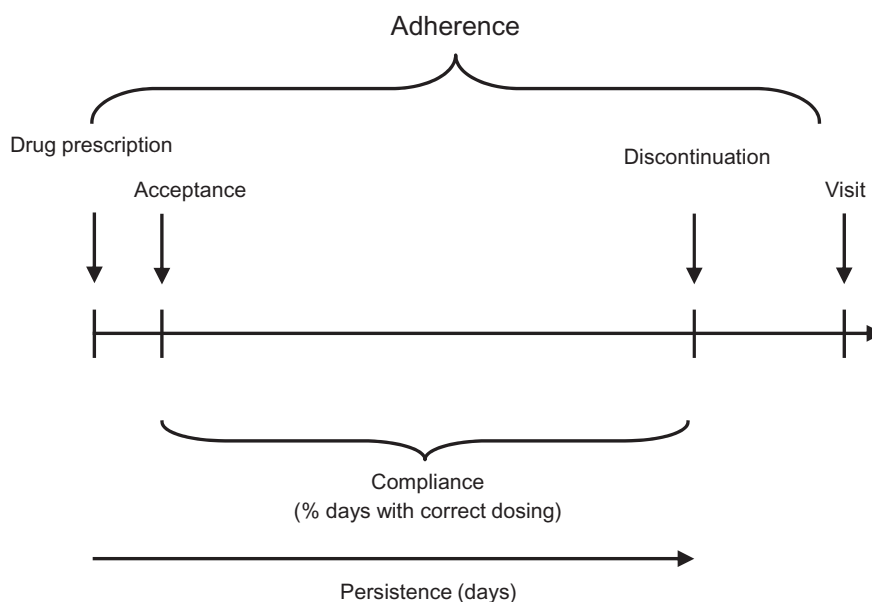 Adherence
Drug prescription
Acceptance
Discontinuation
Visit
Compliance
(% days with correct dosing)
Persistence (days)